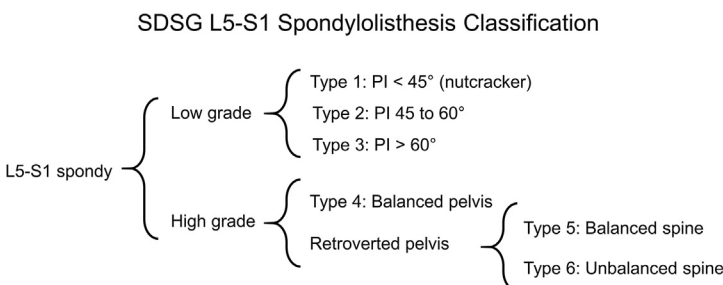 SDSG L5-S1 Spondylolisthesis Classification
L5-S1 spondy
Low grade
Type 1: PI < 45° (nutcracker)
Type 2: PI 45 to 60°
Type 3: PI > 60°
High grade
Type 4: Balanced pelvis
Retroverted pelvis
Type 5: Balanced spine
Type 6: Unbalanced spine